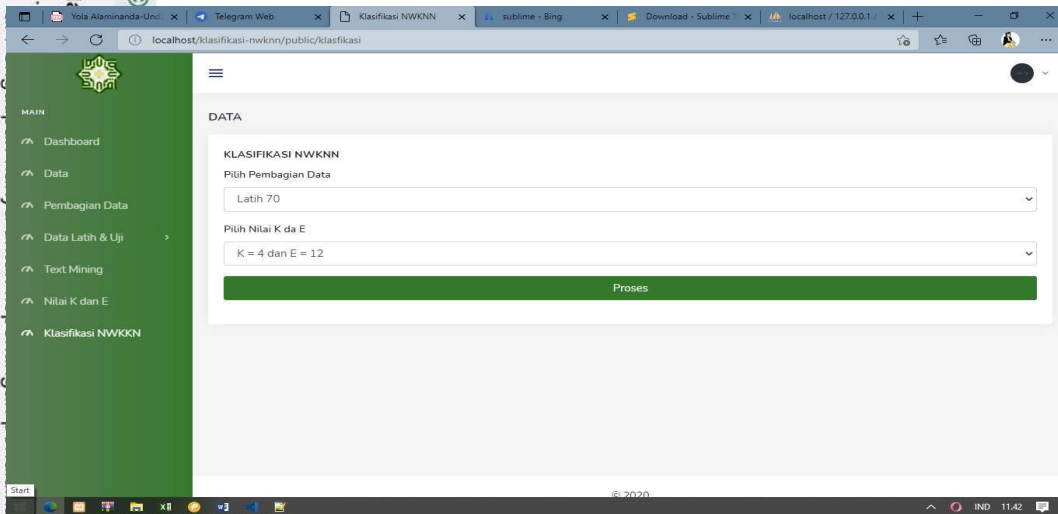 Yola Alaminanda-Und
Telegram Web
Klasifikasi NWKNN
sublime - Bing
Download - Sublime T
localhost / 127.0.0.1 /
localhost/klasifikasi-nwknn/public/klasfikasi
MAIN
Dashboard
Data
Pembagian Data
Data Latih & Uji
Text Mining
Nilai K dan E
Klasifikasi NWKKN
DATA
KLASIFIKASI NWKNN
Pilih Pembagian Data
Latih 70
Pilih Nilai K da E
K = 4 dan E = 12
Proses
© 2020
Start
IND 11.42